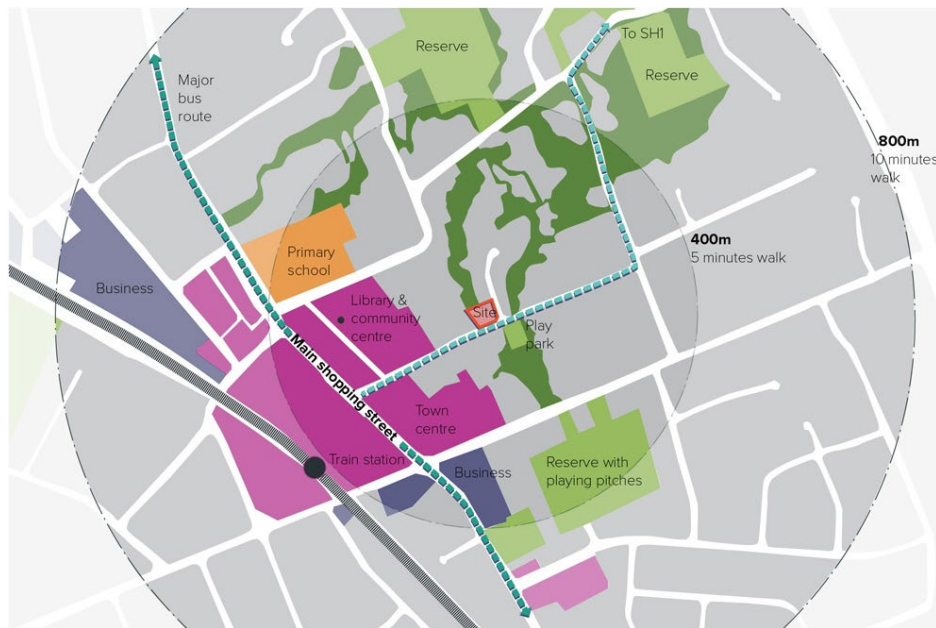 Reserve
To SH1
Reserve
Major
bus
route
800m
10 minutes
walk
400m
5 minutes walk
Primary
school
Business
Library &
community
centre
Site
Play
park
Main shopping street
Town
centre
Train station
Business
Reserve with
playing pitches